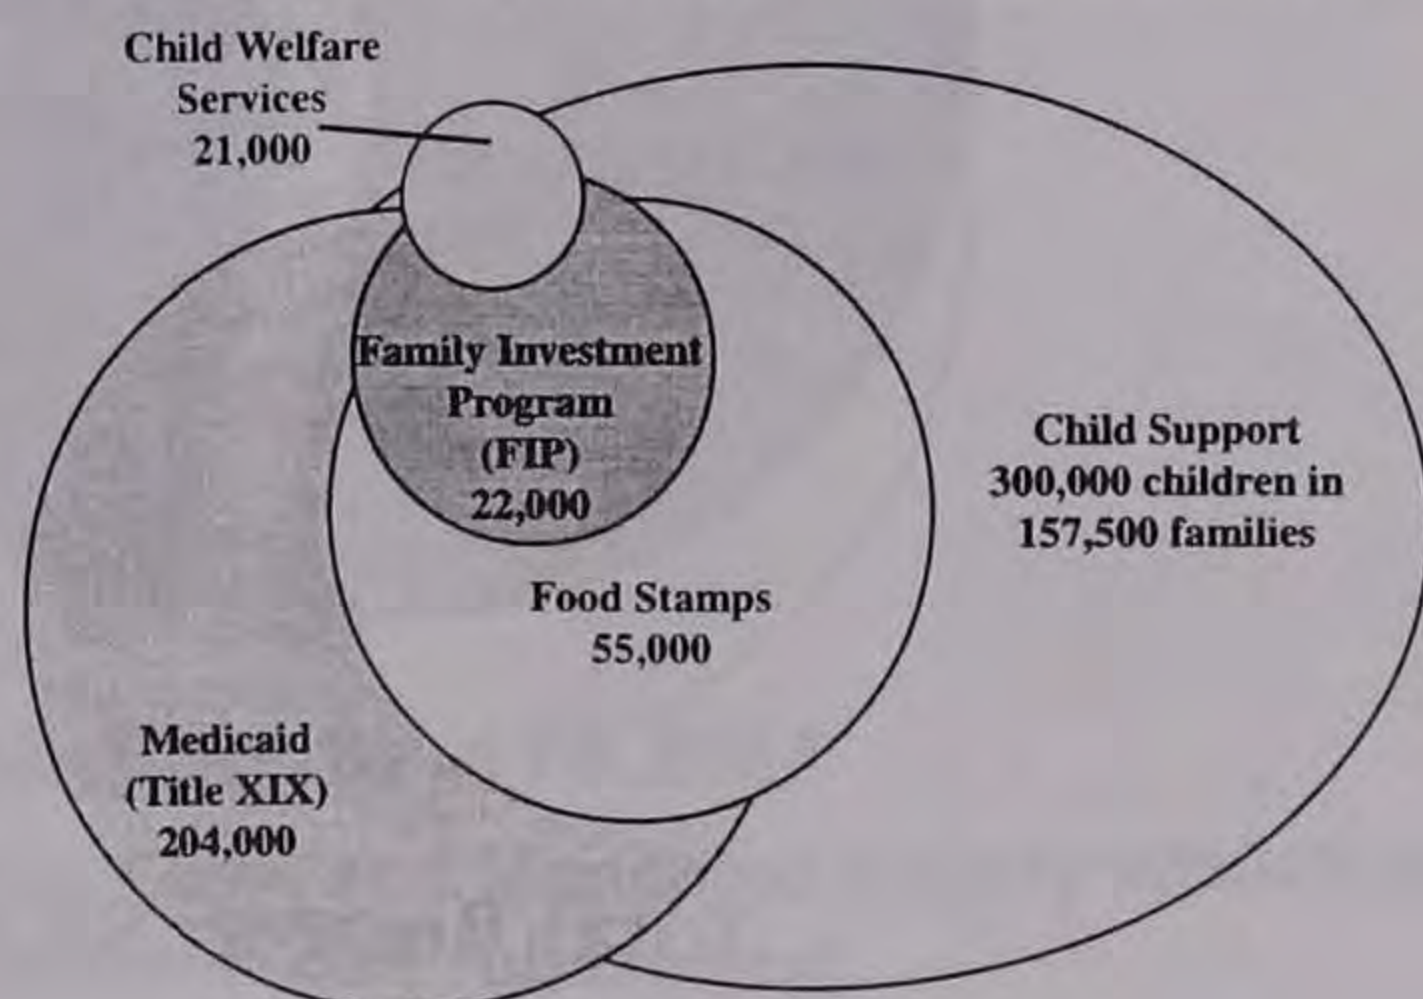 Child Welfare
Services
21,000
Family Investment
Program
(FIP)
22,000
Child Support
300,000 children in
157,500 families
Food Stamps
55,000
Medicaid
(Title XIX)
204,000